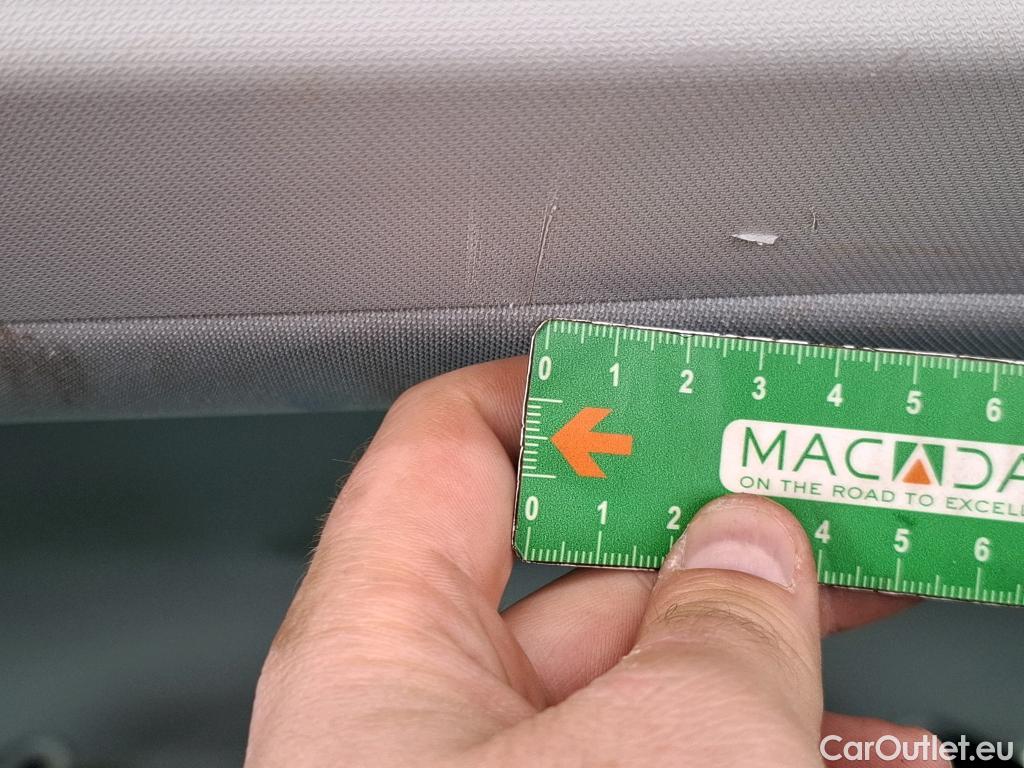 0 1 2 3 4 5 6
MACADA
ON THE ROAD TO EXCELL
0 1 2 4 5 6
CarOutlet.eu